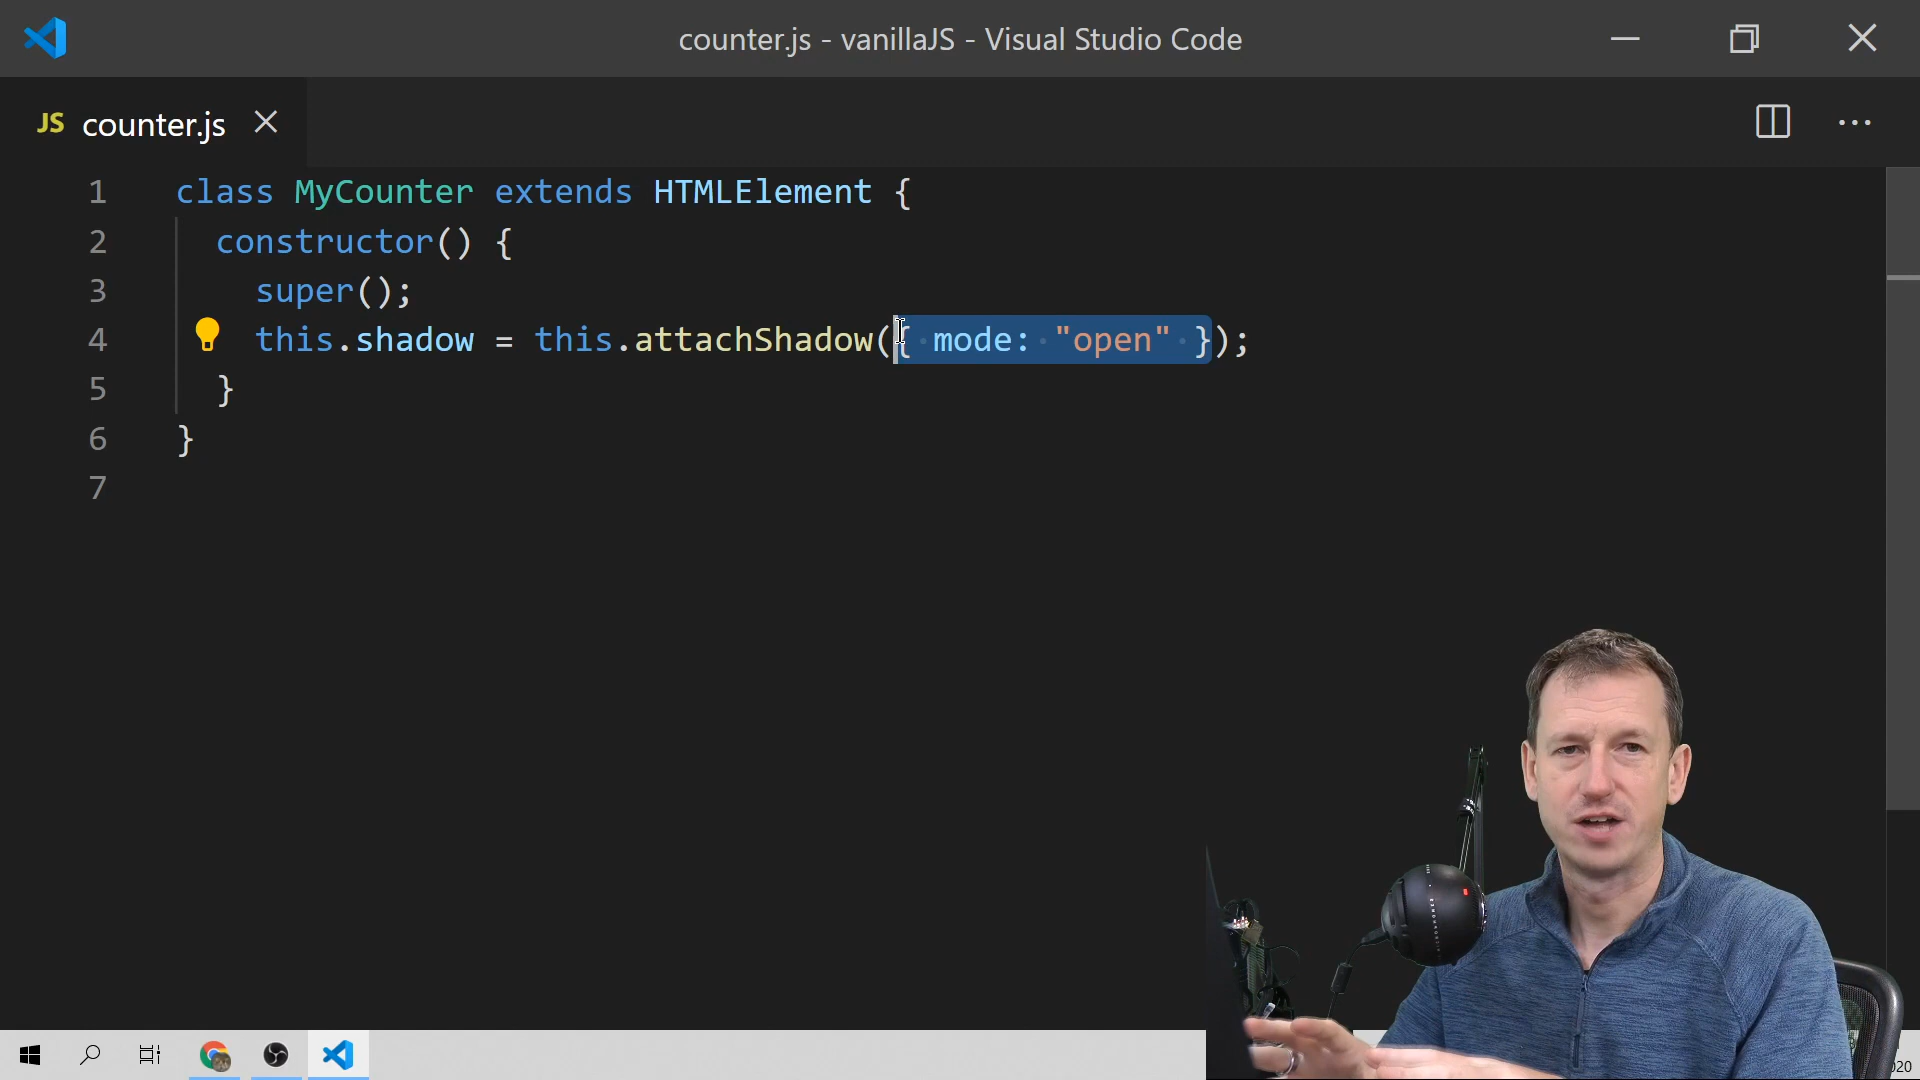 counter.js - vanillaJS - Visual Studio Code
JS counter.js
1 class MyCounter extends HTMLElement {
2 constructor() {
3 super();
4 this.shadow = this.attachShadow({ mode: "open" });
5 }
6 }
7
020